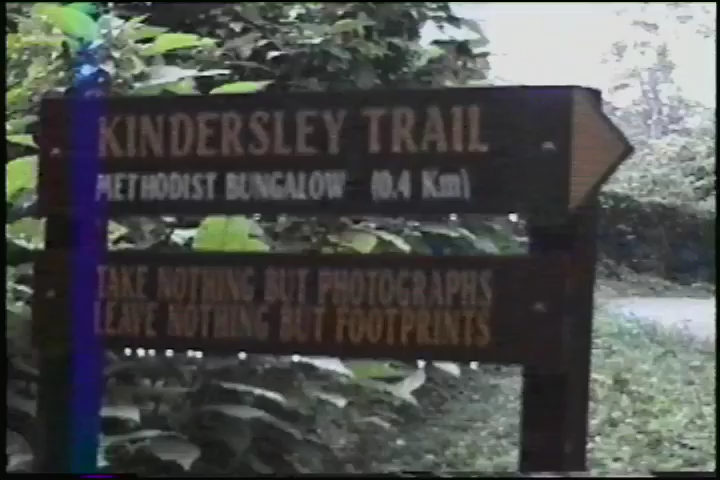 KINDERSLEY TRAIL
METHODIST BUNGALOW (0.4 Km)
TAKE NOTHING BUT PHOTOGRAPHS
LEAVE NOTHING BUT FOOTPRINTS